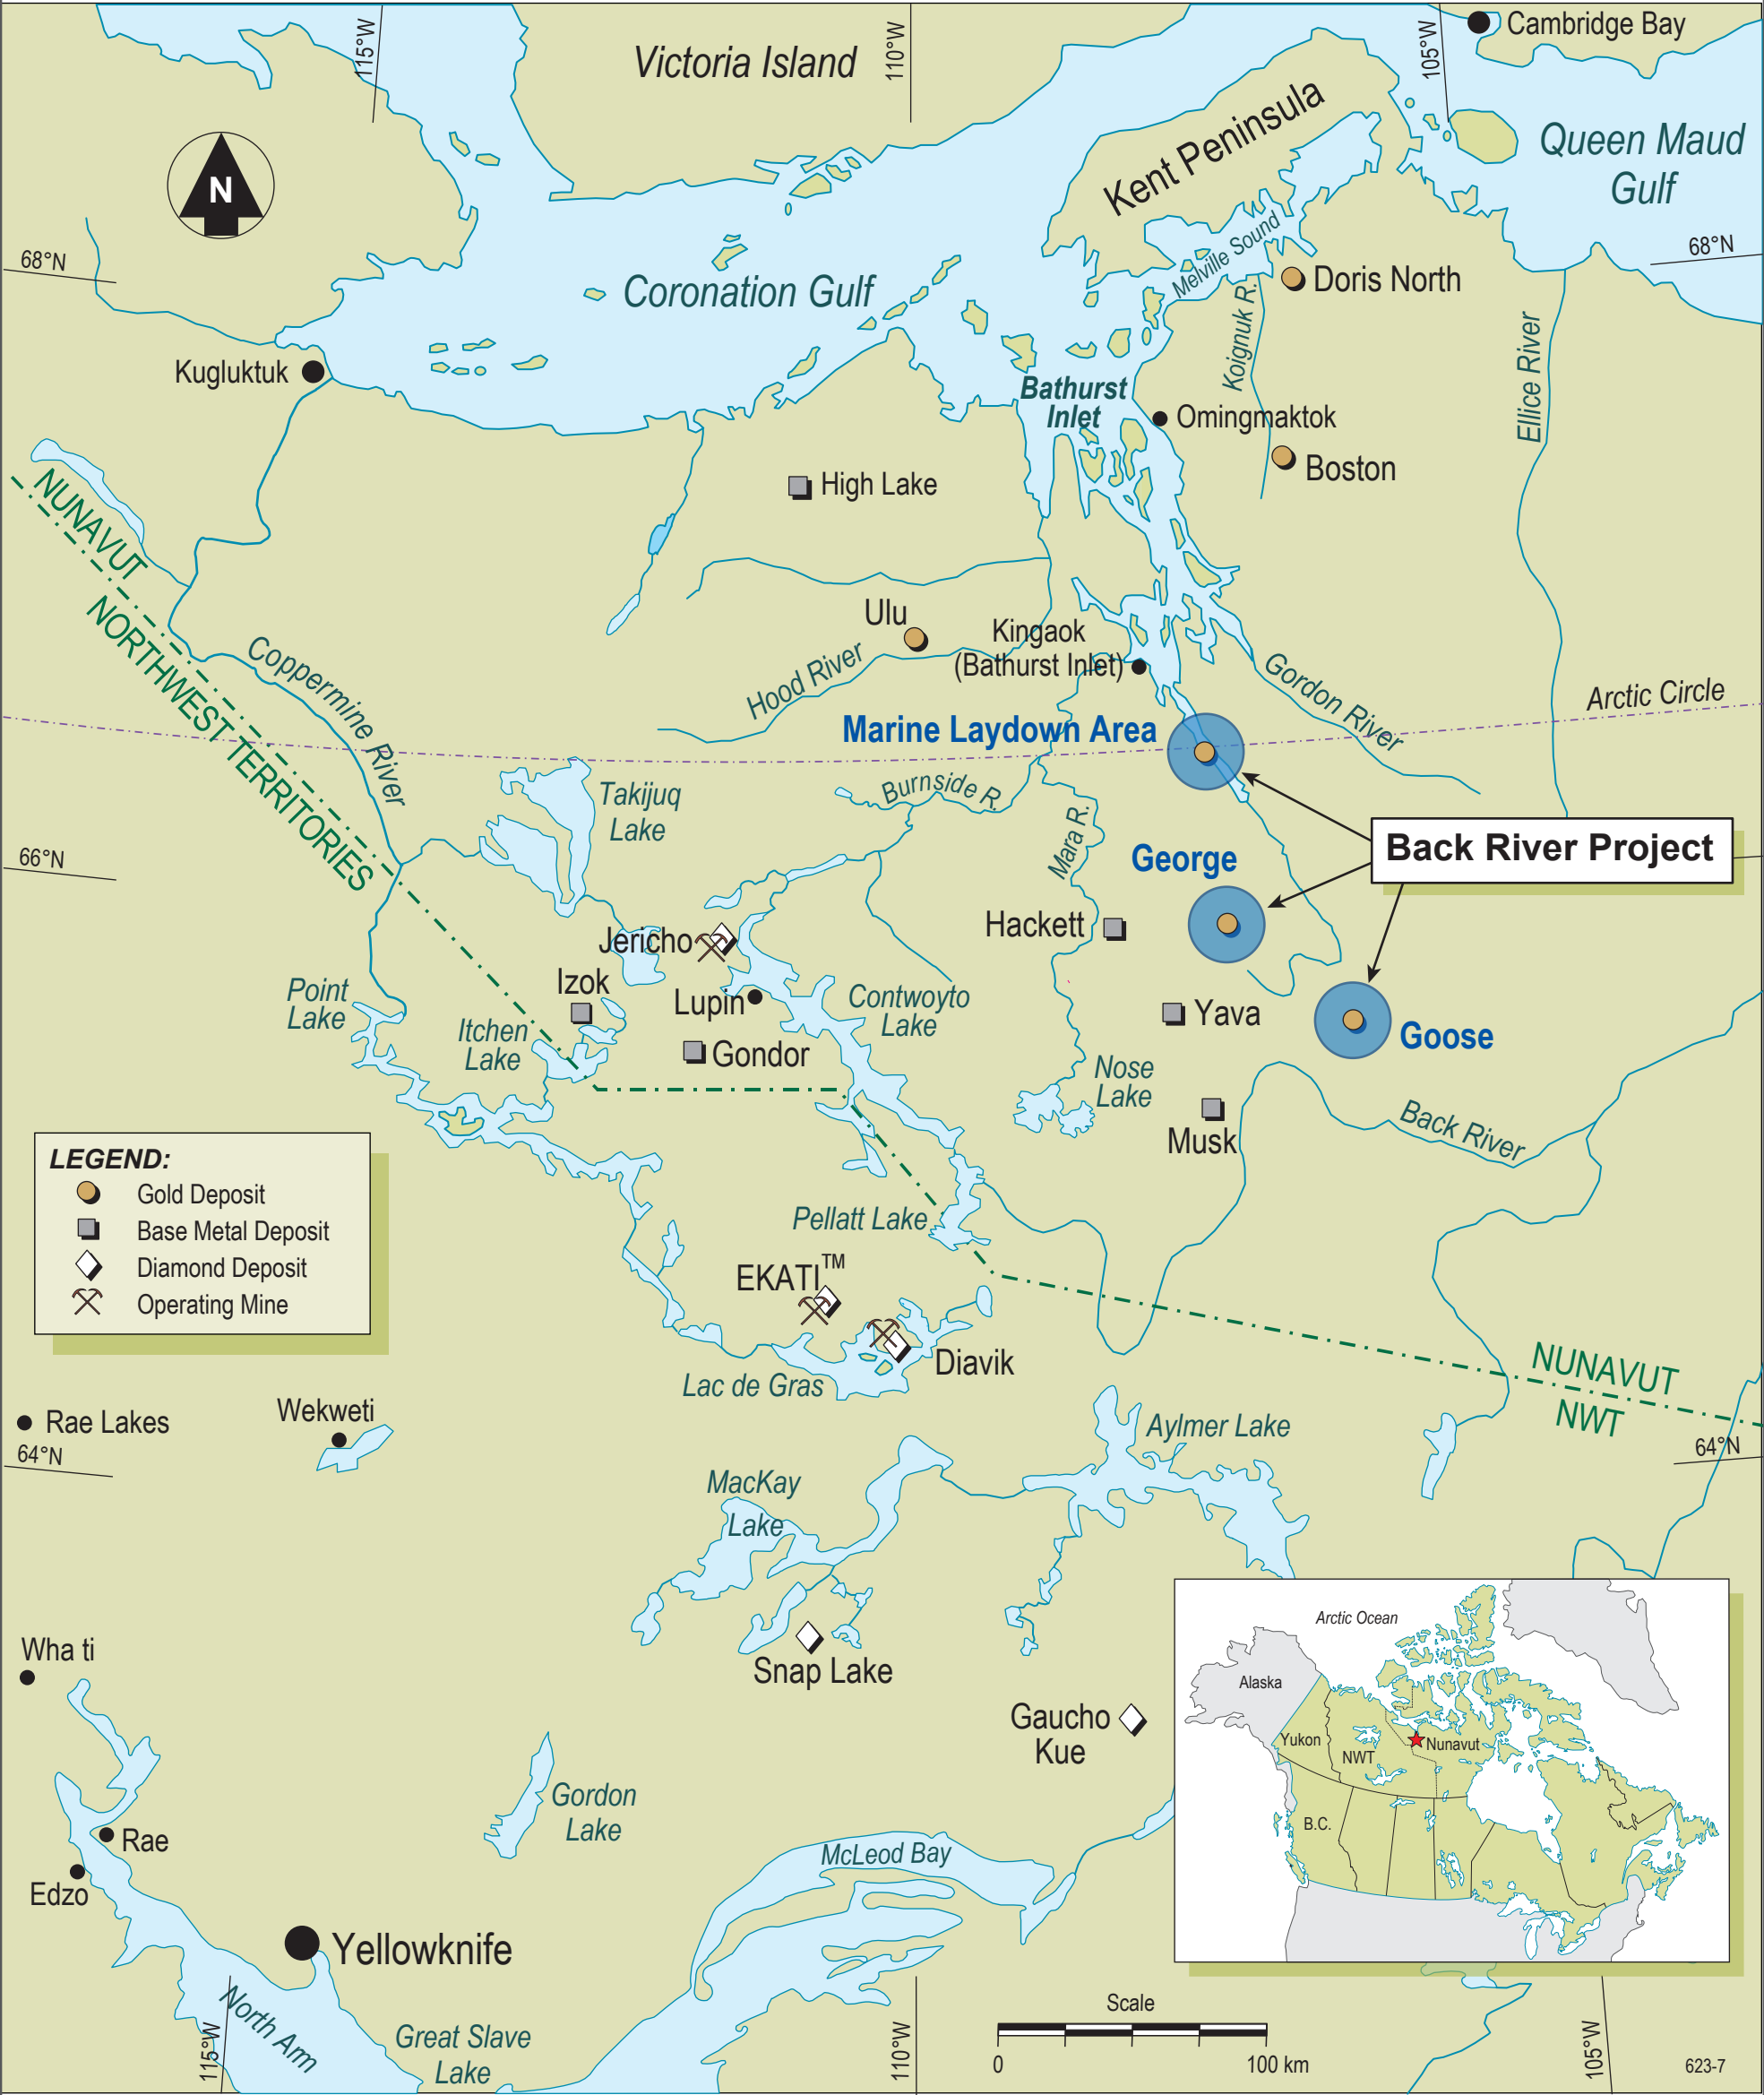 115°W
Victoria Island
110°W
105°W
Cambridge Bay
Kent Peninsula
Queen Maud
Gulf
N
68°N
68°N
Coronation Gulf
Melville Sound
Doris North
Koignuk R.
Ellice River
Kugluktuk
Bathurst
Inlet
Omingmaktok
Boston
High Lake
NUNAVUT
NORTHWEST TERRITORIES
Coppermine River
Ulu
Hood River
Kingaok
(Bathurst Inlet)
Gordon River
Arctic Circle
Marine Laydown Area
Takijuq
Lake
Burnside R.
Mara R.
66°N
Back River Project
George
Hackett
Jericho
Izok
Lupin
Contwoyto
Lake
Point
Lake
Itchen
Lake
Gondor
Yava
Goose
Nose
Lake
Musk
Back River
LEGEND:
Gold Deposit
Base Metal Deposit
Diamond Deposit
Operating Mine
Pellatt Lake
EKATI™
Diavik
Lac de Gras
NUNAVUT
NWT
Rae Lakes
Wekweti
Aylmer Lake
64°N
64°N
MacKay
Lake
Snap Lake
Wha ti
Gaucho
Kue
Arctic Ocean
Alaska
Yukon
NWT
Nunavut
B.C.
Gordon
Lake
Rae
Edzo
McLeod Bay
Yellowknife
North Arm
Great Slave
Lake
115°W
110°W
105°W
Scale
0
100 km
623-7